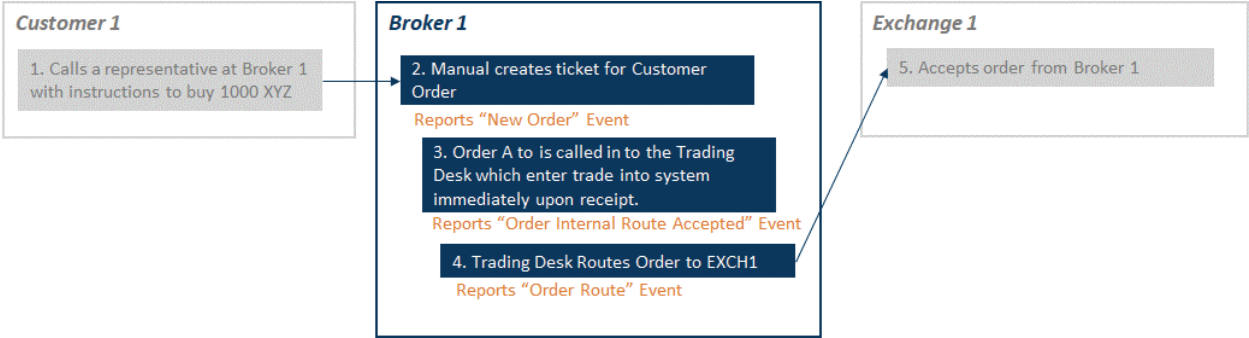 Customer 1
1. Calls a representative at Broker 1
with instructions to buy 1000 XYZ
Broker 1
2. Manual creates ticket for Customer
Order
Reports “New Order” Event
3. Order A to is called in to the Trading
Desk which enter trade into system
immediately upon receipt.
Reports “Order Internal Route Accepted” Event
4. Trading Desk Routes Order to EXCH1
Reports “Order Route” Event
Exchange 1
5. Accepts order from Broker 1